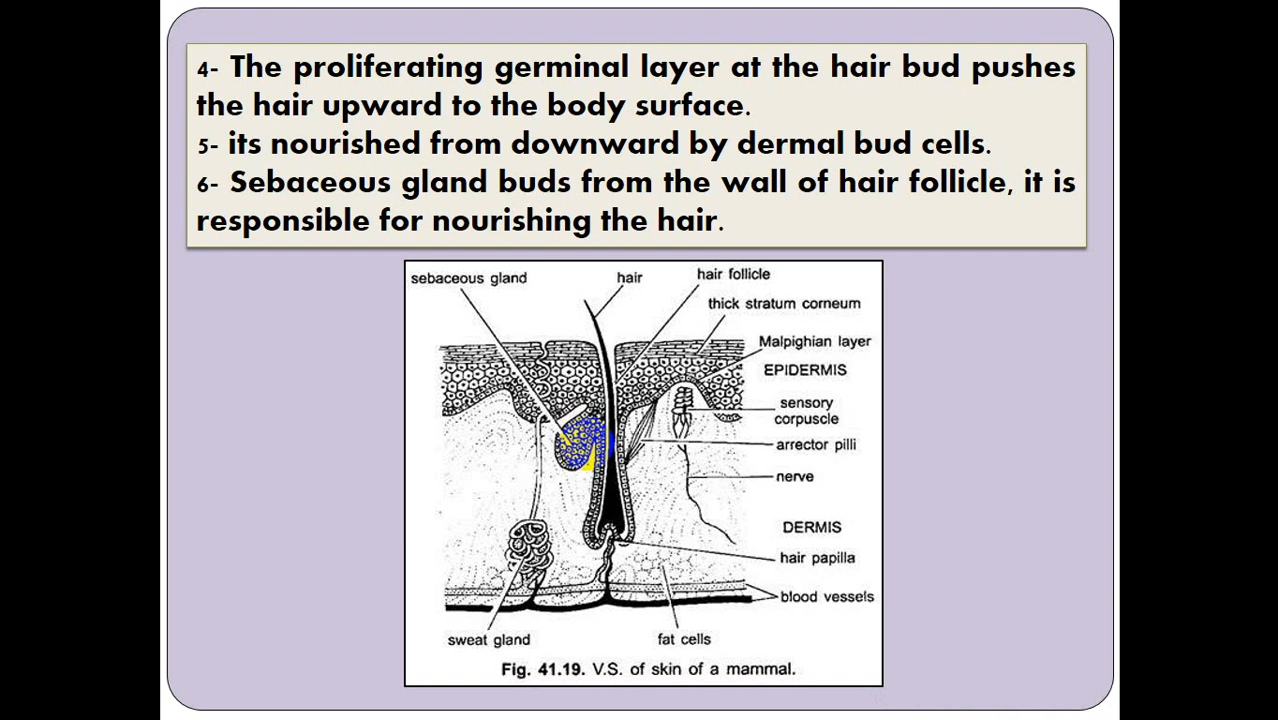 4- The proliferating germinal layer at the hair bud pushes
the hair upward to the body surface.
5- its nourished from downward by dermal bud cells.
6- Sebaceous gland buds from the wall of hair follicle, it is
responsible for nourishing the hair.
sebaceous gland
hair
hair follicle
thick stratum corneum
Malpighian layer
EPIDERMIS
sensory
corpuscle
arrector pilli
nerve
DERMIS
hair papilla
blood vessels
sweat gland
fat cells
Fig. 41.19. V.S. of skin of a mammal.